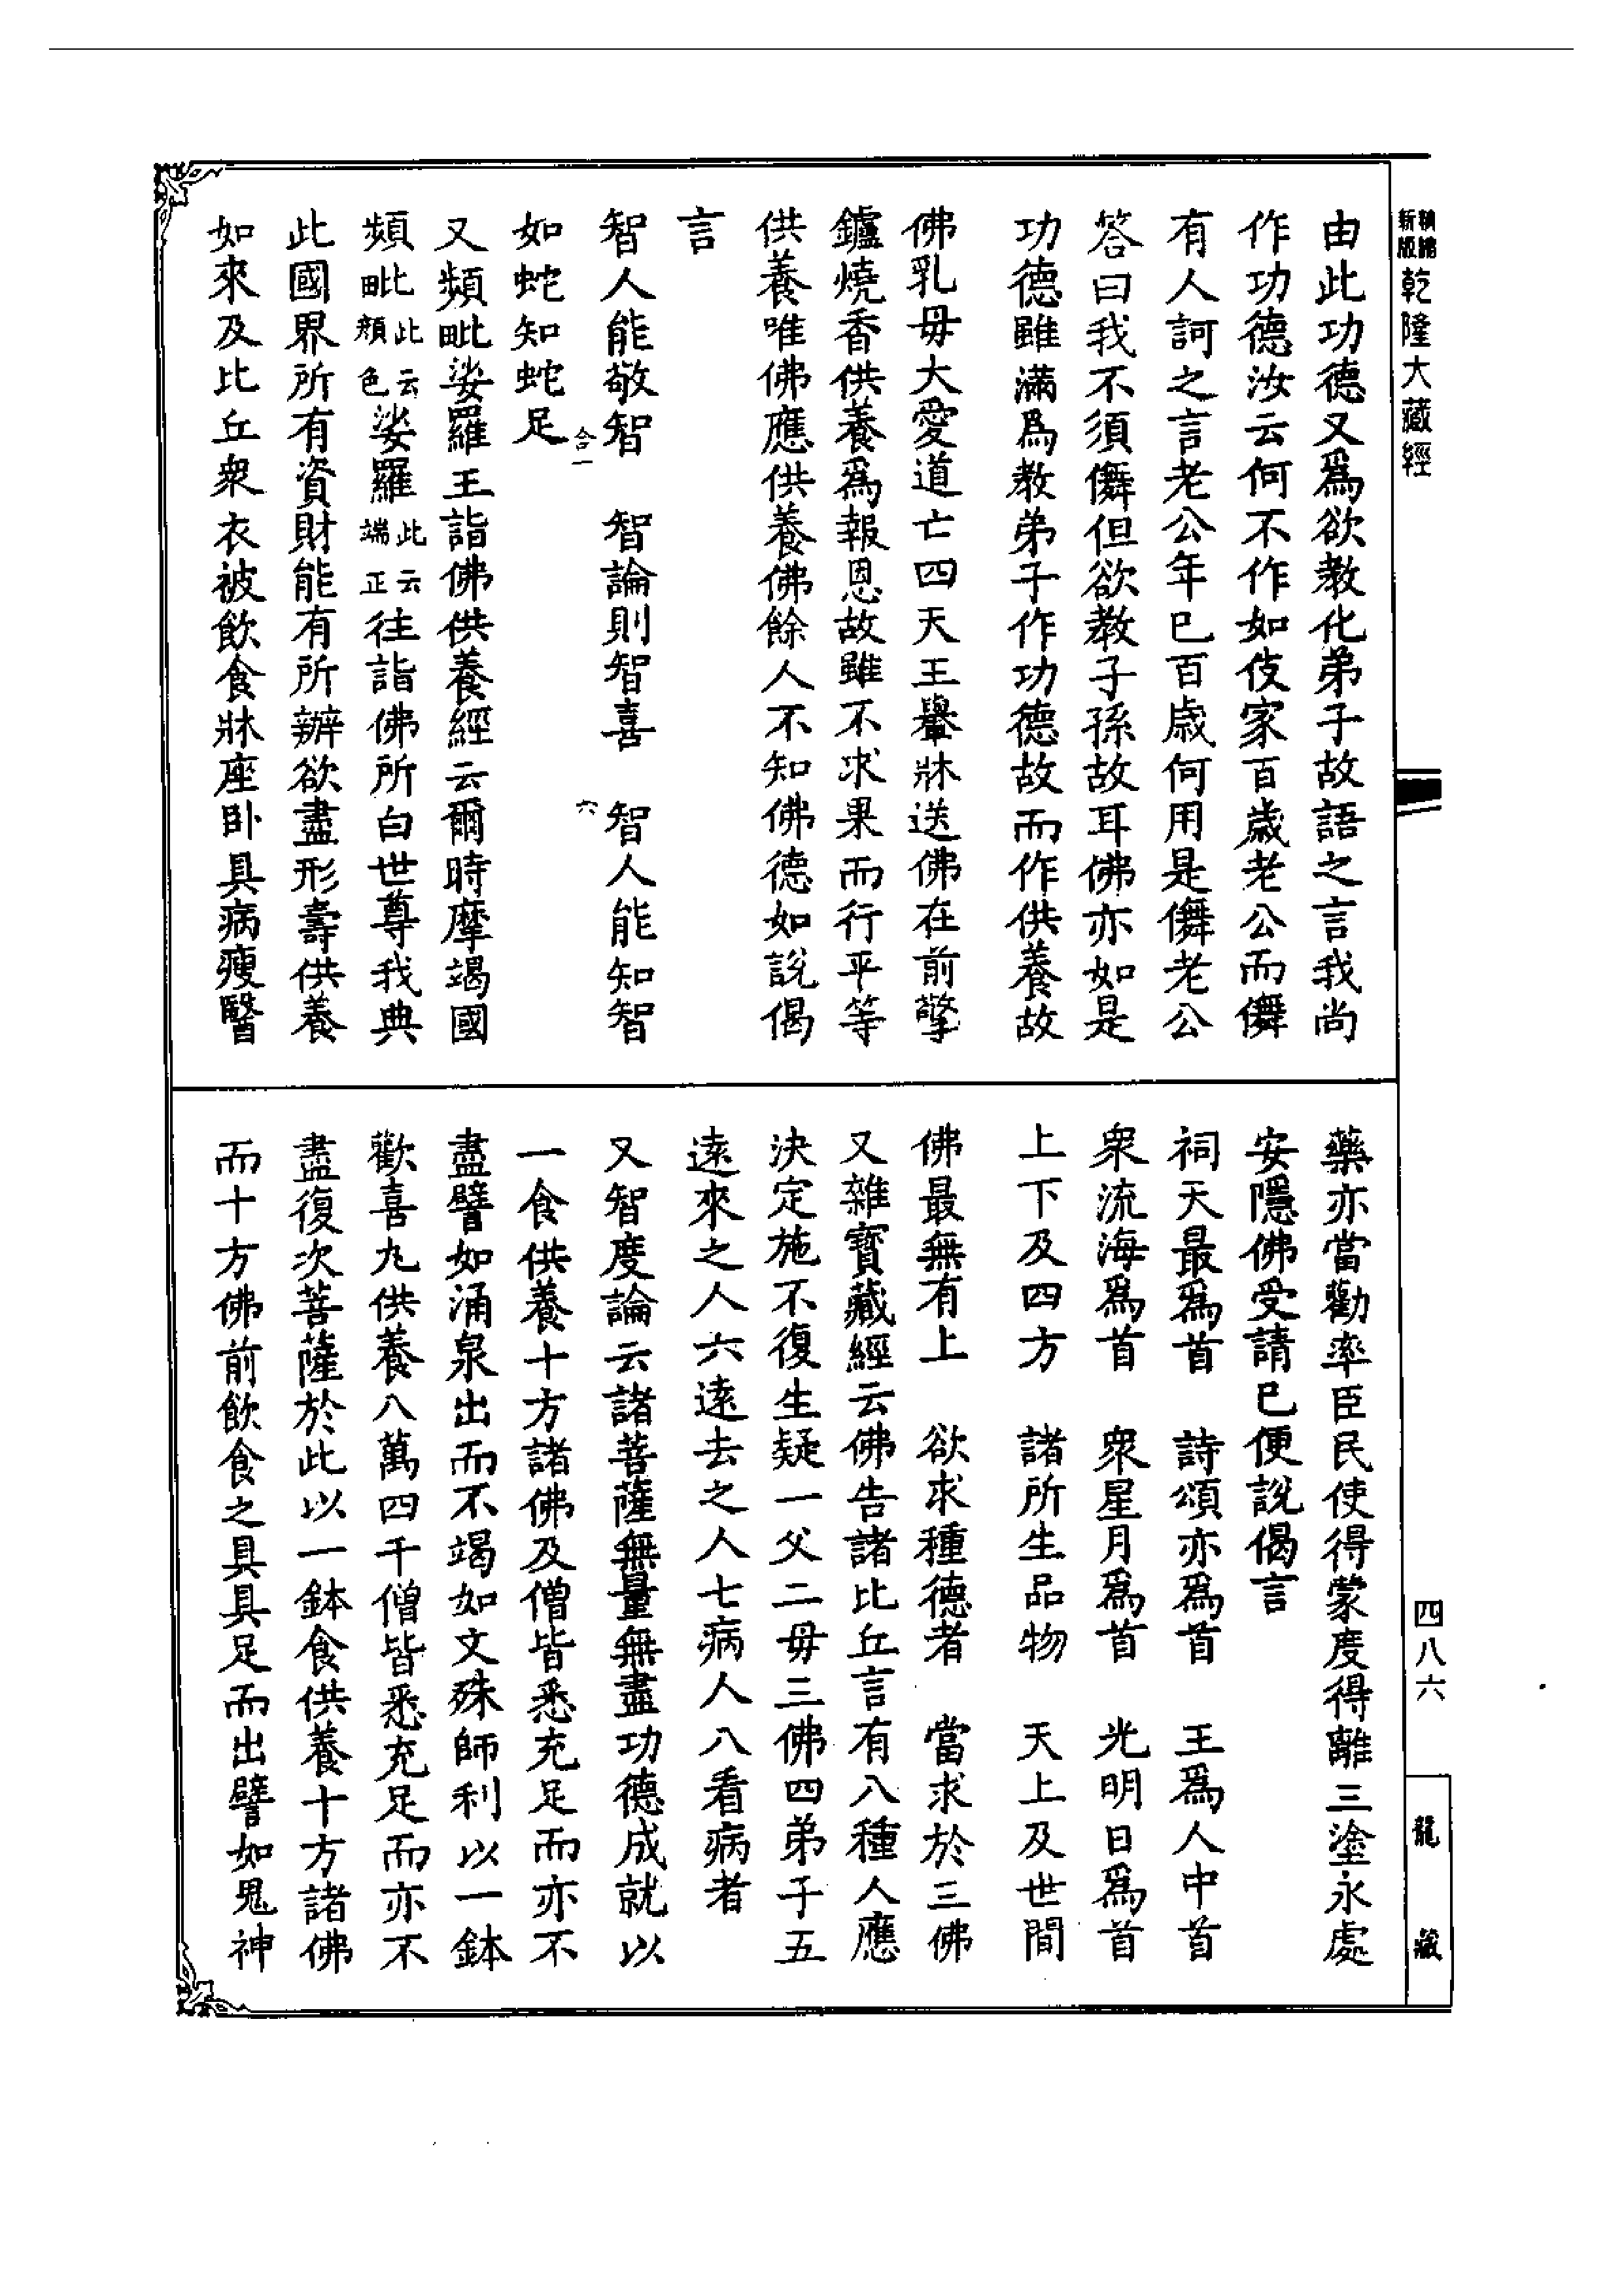 精縮新版乾隆大藏經
由此功德又爲欲教化弟子故語之言我尚
作功德汝云何不作如伎家百歲老公而儛
有人訶之言老公年已百歲何用是儛老公
答曰我不須儛但欲教子孫故耳佛亦如是
功德雖滿爲教弟子作功德故而作供養故
佛乳母大愛道亡四天王轝牀送佛在前擎
鑪燒香供養爲報恩故雖不求果而行平等
供養唯佛應供養佛餘人不知佛德如說偈
言
智人能敬智　智論則智喜　智人能知智
合一　六
如蛇知蛇足
又頻毗娑羅王詣佛供養經云爾時摩竭國
頻毗此云顏色娑羅此云端正往詣佛所白世尊我典
此國界所有資財能有所辦欲盡形壽供養
如來及比丘衆衣被飲食牀座臥具病瘦醫
藥亦當勸率臣民使得蒙度得離三塗永處
安隱佛受請已便說偈言
祠天最爲首　詩頌亦爲首　王爲人中首
衆流海爲首　衆星月爲首　光明日爲首
上下及四方　諸所生品物　天上及世間
佛最無有上　欲求種德者　當求於三佛
又雜寶藏經云佛告諸比丘言有八種人應
決定施不復生疑一父二母三佛四弟子五
遠來之人六遠去之人七病人八看病者
又智度論云諸菩薩無量無盡功德成就以
一食供養十方諸佛及僧皆悉充足而亦不
盡譬如涌泉出而不竭如文殊師利以一鉢
歡喜丸供養八萬四千僧皆悉充足而亦不
盡復次菩薩於此以一鉢食供養十方諸佛
而十方佛前飲食之具具足而出譬如鬼神
四八六
龍藏